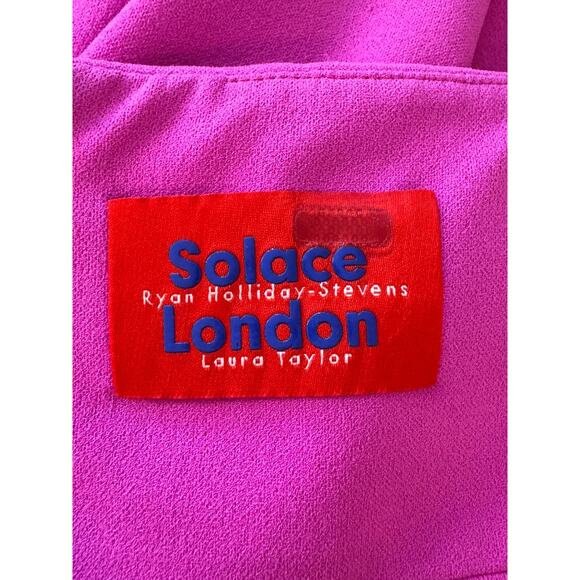 Solace
Ryan Holliday-Stevens
London
Laura Taylor